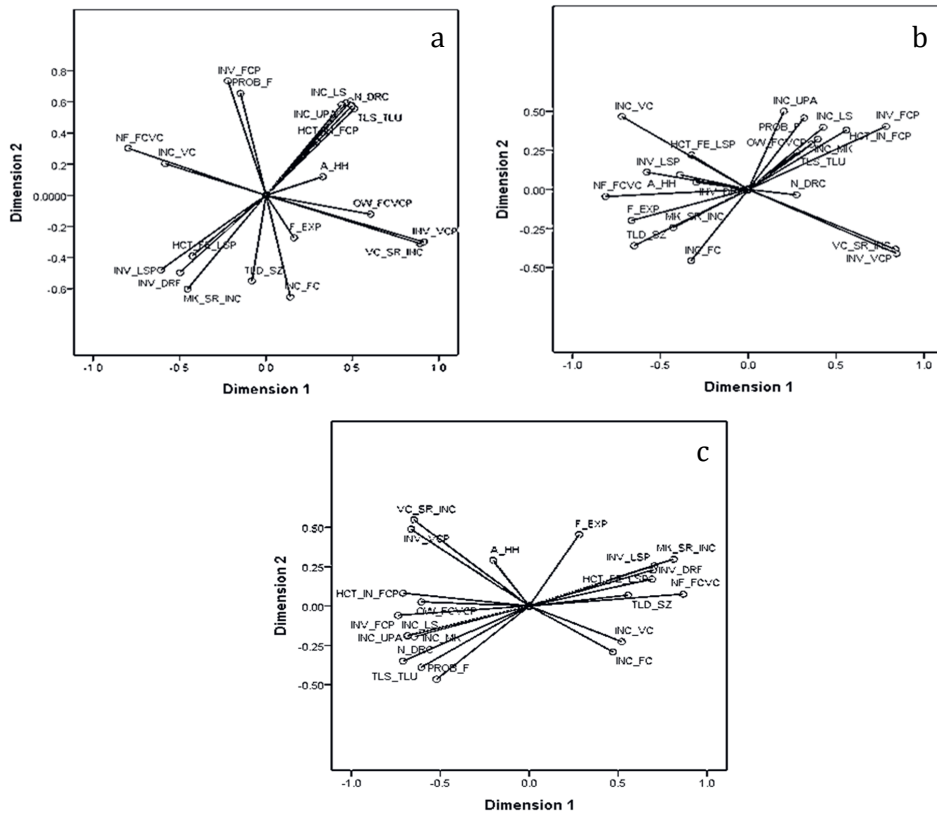 a
INV_FCP
PROB_F
INC_LS
N_DRC
INC_UPA
TLS_TLU
HCT_IN_FCP
NF_FCVC
INC_VC
A_HH
OW_FCVCP
F_EXP
INV_VCP
VC_SR_INC
HCT_FE_LSP
INV_LSP
INV_DRF
MK_SR_INC
TLD_SZ
INC_FC
0.8
0.6
0.4
0.2
0.0000
-0.2
-0.4
-0.6
Dimension 2
-1.0 -0.5 0.0 0.5 1.0
Dimension 1
b
INC_VC
INC_UPA
INC_LS
INV_FCP
PROB_F
HCT_IN_FCP
OW_FCVCP
INC_MK
HCT_FE_LSP
TLS_TLU
INV_LSP
A_HH
NF_FCVC
N_DRC
F_EXP
MK_SR_INC
TLD_SZ
INC_FC
VC_SR_INC
INV_VCP
0.50
0.25
0.00
-0.25
-0.50
Dimension 2
-1.0 -0.5 0.0 0.5 1.0
Dimension 1
c
VC_SR_INC
INV_VCP
A_HH
F_EXP
INV_LSP
MK_SR_INC
INV_DRF
HCT_FE_LSP
NF_FCVC
TLD_SZ
HCT_IN_FCP
OW_FCVCP
INV_FCP INC_LS
INC_UPA INC_MK
N_DRC
TLS_TLU
PROB_F
INC_VC
INC_FC
0.50
0.25
0.00
-0.25
-0.50
Dimension 2
-1.0 -0.5 0.0 0.5 1.0
Dimension 1